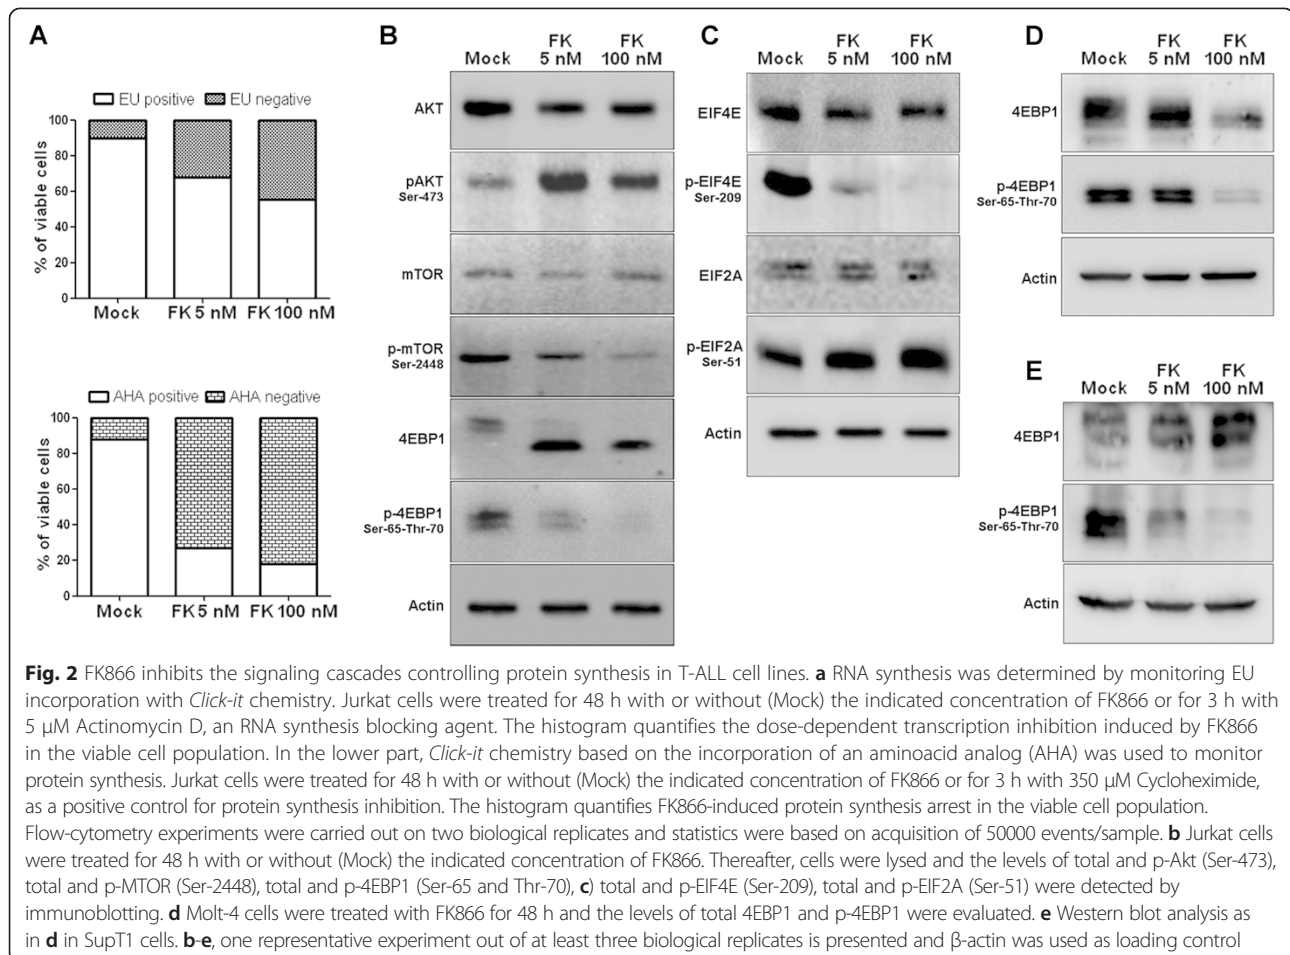 A
EU positive EU negative
100
80
60
40
20
0
% of viable cells
Mock FK 5 nM FK 100 nM
AHA positive AHA negative
100
80
60
40
20
0
% of viable cells
Mock FK 5 nM FK 100 nM
B
Mock FK 5 nM FK 100 nM
AKT
pAKT
Ser-473
mTOR
p-mTOR
Ser-2448
4EBP1
p-4EBP1
Ser-65-Thr-70
Actin
C
Mock FK 5 nM FK 100 nM
EIF4E
p-EIF4E
Ser-209
EIF2A
p-EIF2A
Ser-51
Actin
D
Mock FK 5 nM FK 100 nM
4EBP1
p-4EBP1
Ser-65-Thr-70
Actin
E
Mock FK 5 nM FK 100 nM
4EBP1
p-4EBP1
Ser-65-Thr-70
Actin
Fig. 2 FK866 inhibits the signaling cascades controlling protein synthesis in T-ALL cell lines. a RNA synthesis was determined by monitoring EU
incorporation with Click-it chemistry. Jurkat cells were treated for 48 h with or without (Mock) the indicated concentration of FK866 or for 3 h with
5 μM Actinomycin D, an RNA synthesis blocking agent. The histogram quantifies the dose-dependent transcription inhibition induced by FK866
in the viable cell population. In the lower part, Click-it chemistry based on the incorporation of an aminoacid analog (AHA) was used to monitor
protein synthesis. Jurkat cells were treated for 48 h with or without (Mock) the indicated concentration of FK866 or for 3 h with 350 μM Cycloheximide,
as a positive control for protein synthesis inhibition. The histogram quantifies FK866-induced protein synthesis arrest in the viable cell population.
Flow-cytometry experiments were carried out on two biological replicates and statistics were based on acquisition of 50000 events/sample. b Jurkat cells
were treated for 48 h with or without (Mock) the indicated concentration of FK866. Thereafter, cells were lysed and the levels of total and p-Akt (Ser-473),
total and p-MTOR (Ser-2448), total and p-4EBP1 (Ser-65 and Thr-70), c) total and p-EIF4E (Ser-209), total and p-EIF2A (Ser-51) were detected by
immunoblotting. d Molt-4 cells were treated with FK866 for 48 h and the levels of total 4EBP1 and p-4EBP1 were evaluated. e Western blot analysis as
in d in SupT1 cells. b-e, one representative experiment out of at least three biological replicates is presented and β-actin was used as loading control